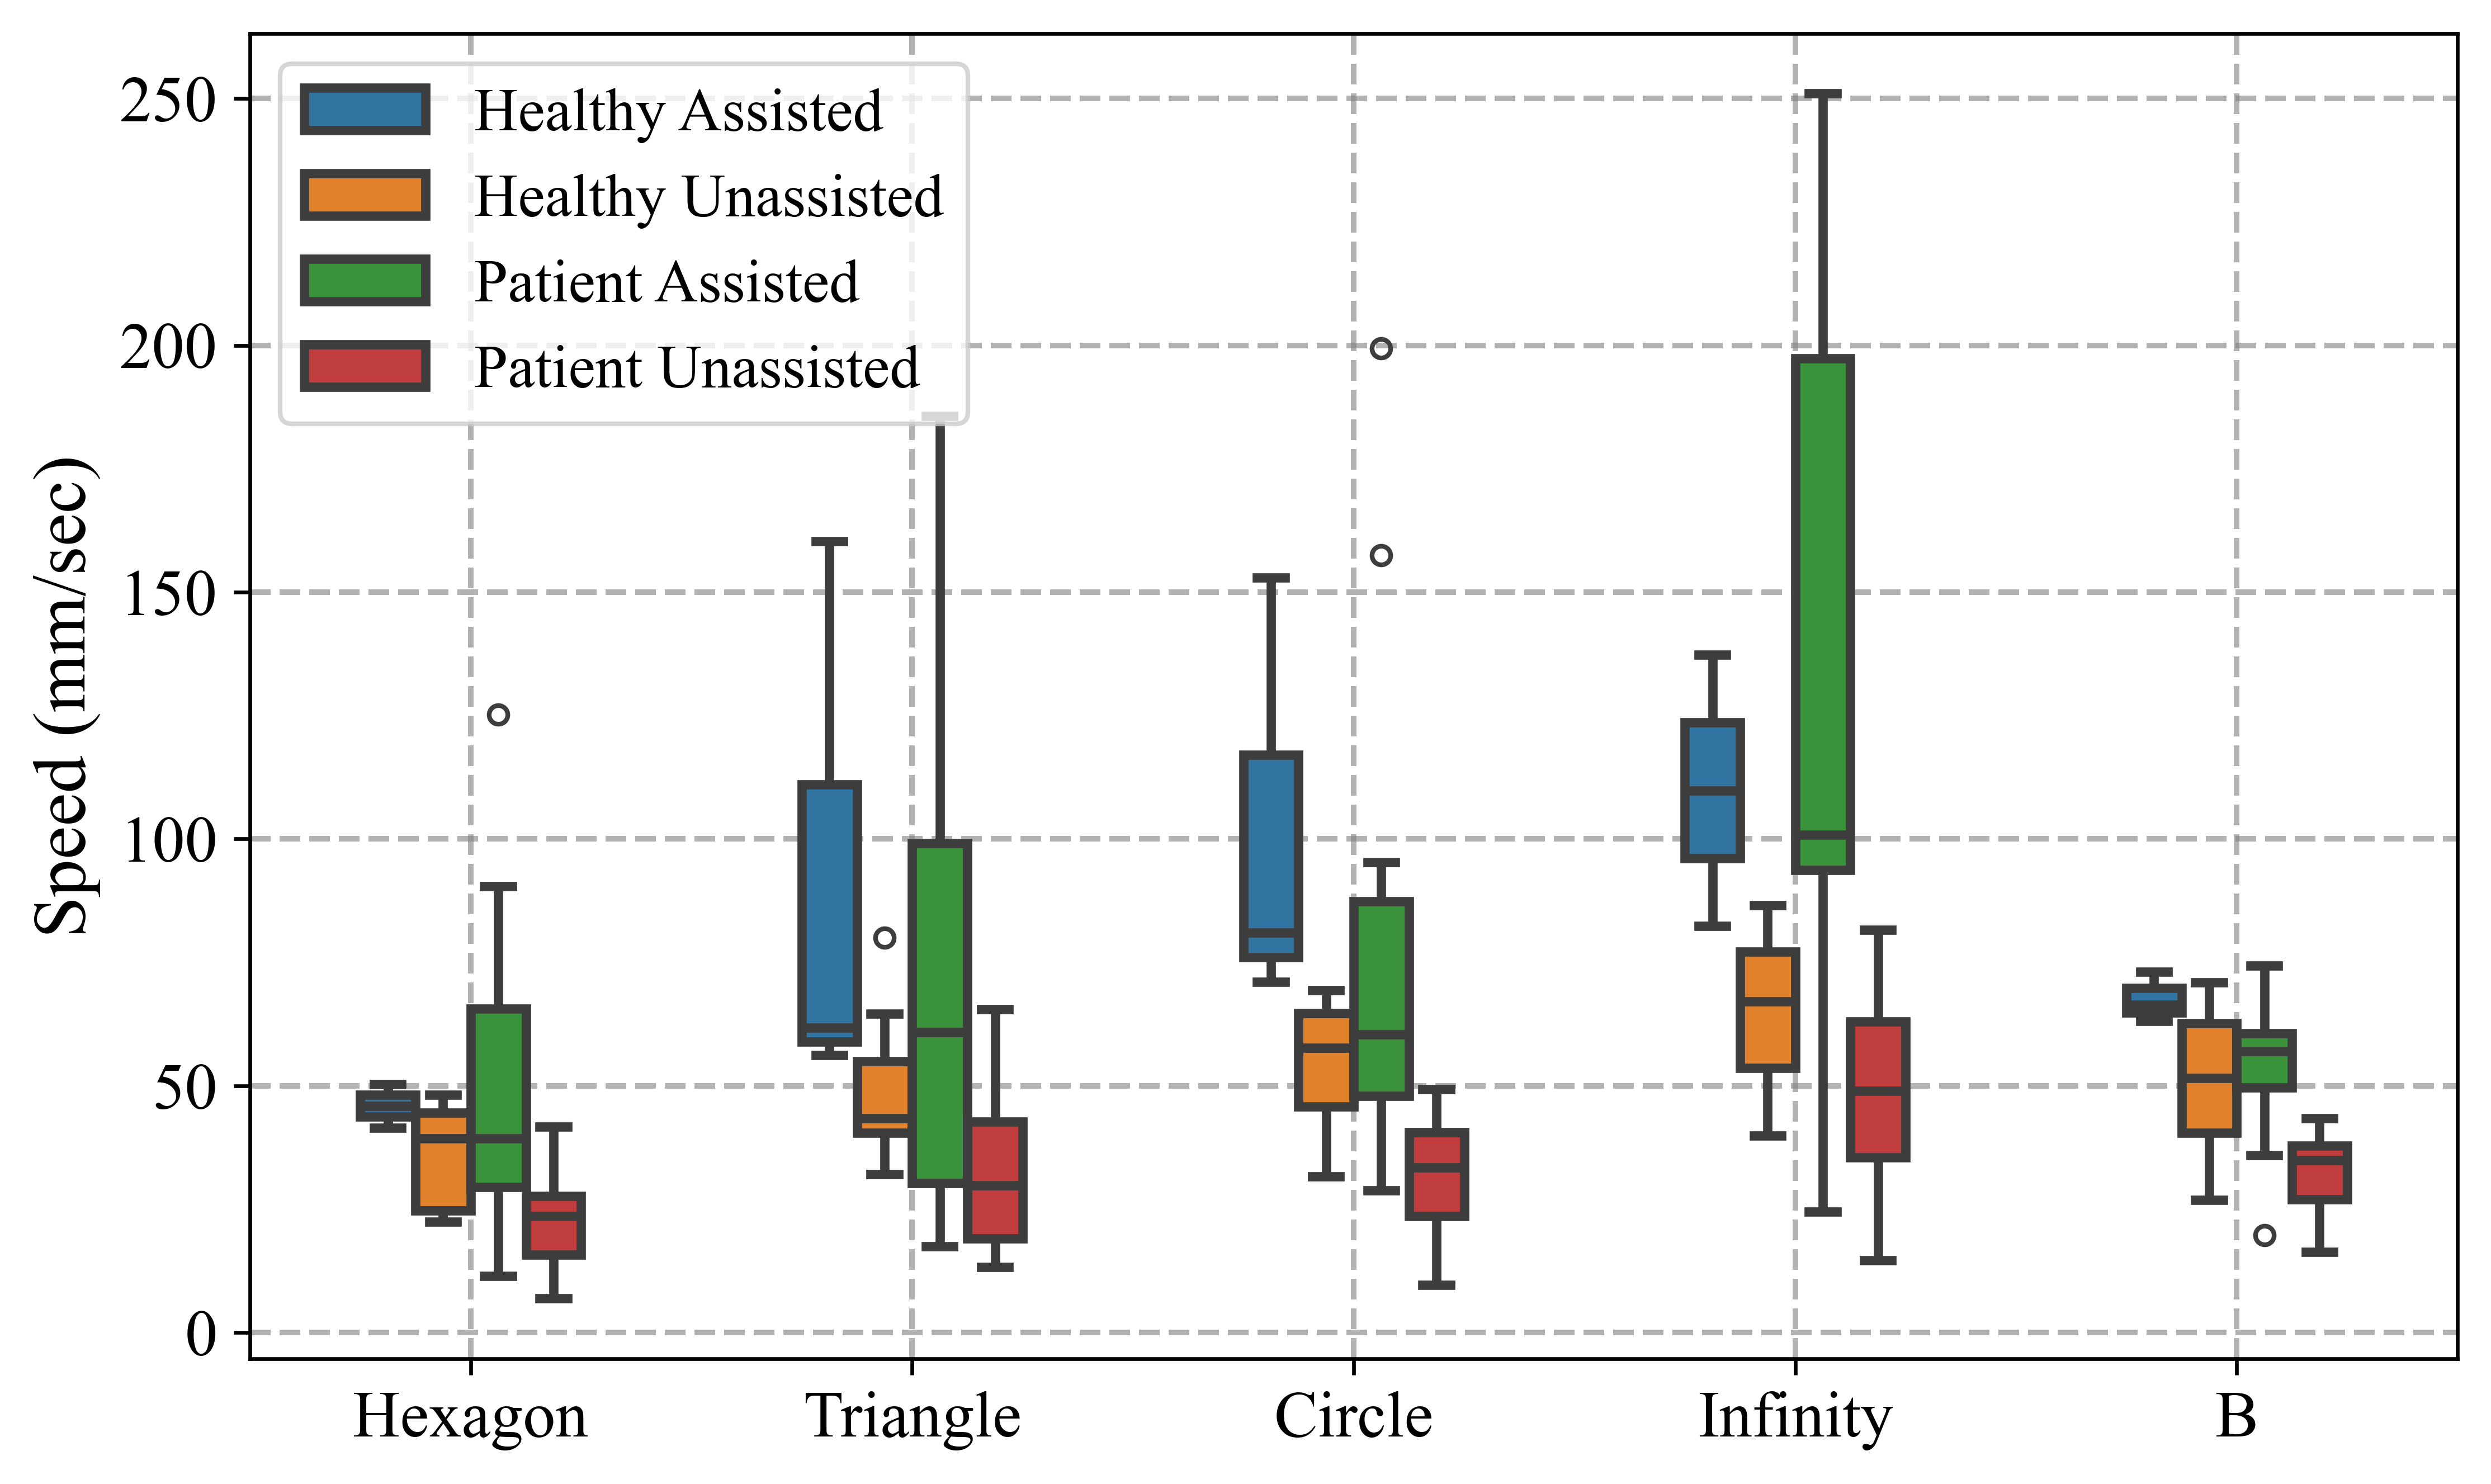 250
200
150
100
50
0
Speed (mm/sec)
Healthy Assisted
Healthy Unassisted
Patient Assisted
Patient Unassisted
Hexagon
Triangle
Circle
Infinity
B